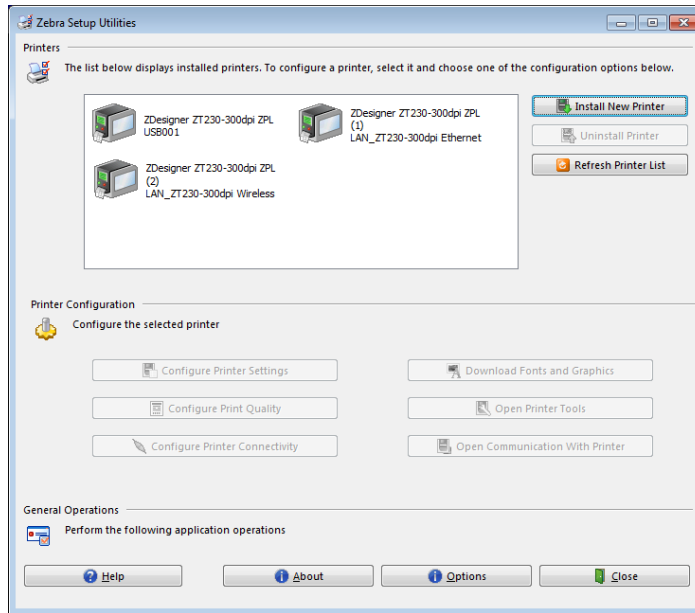 Zebra Setup Utilities
Printers
The list below displays installed printers. To configure a printer, select it and choose one of the configuration options below.
ZDesigner ZT230-300dpi ZPL
USB001
ZDesigner ZT230-300dpi ZPL
(1)
LAN_ZT230-300dpi Ethernet
ZDesigner ZT230-300dpi ZPL
(2)
LAN_ZT230-300dpi Wireless
Install New Printer
Uninstall Printer
Refresh Printer List
Printer Configuration
Configure the selected printer
Configure Printer Settings
Download Fonts and Graphics
Configure Print Quality
Open Printer Tools
Configure Printer Connectivity
Open Communication With Printer
General Operations
Perform the following application operations
Help
About
Options
Close